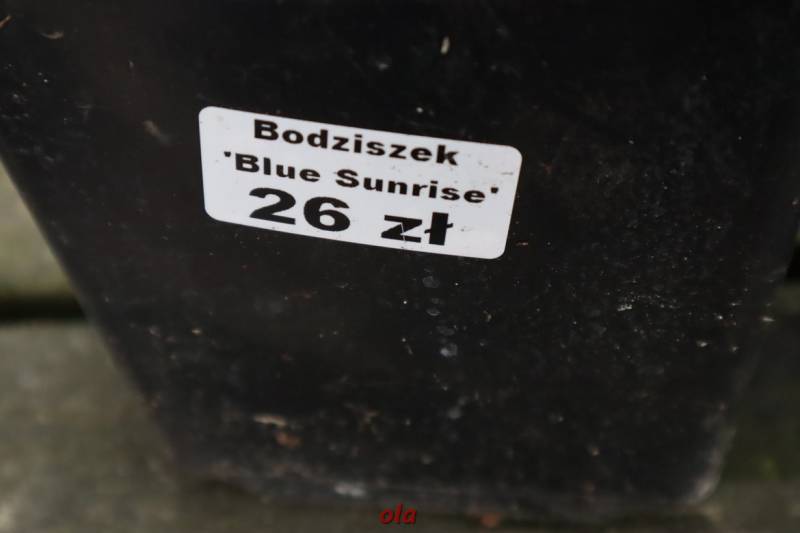 Bodziszek
'Blue Sunrise'
26 zł
ola